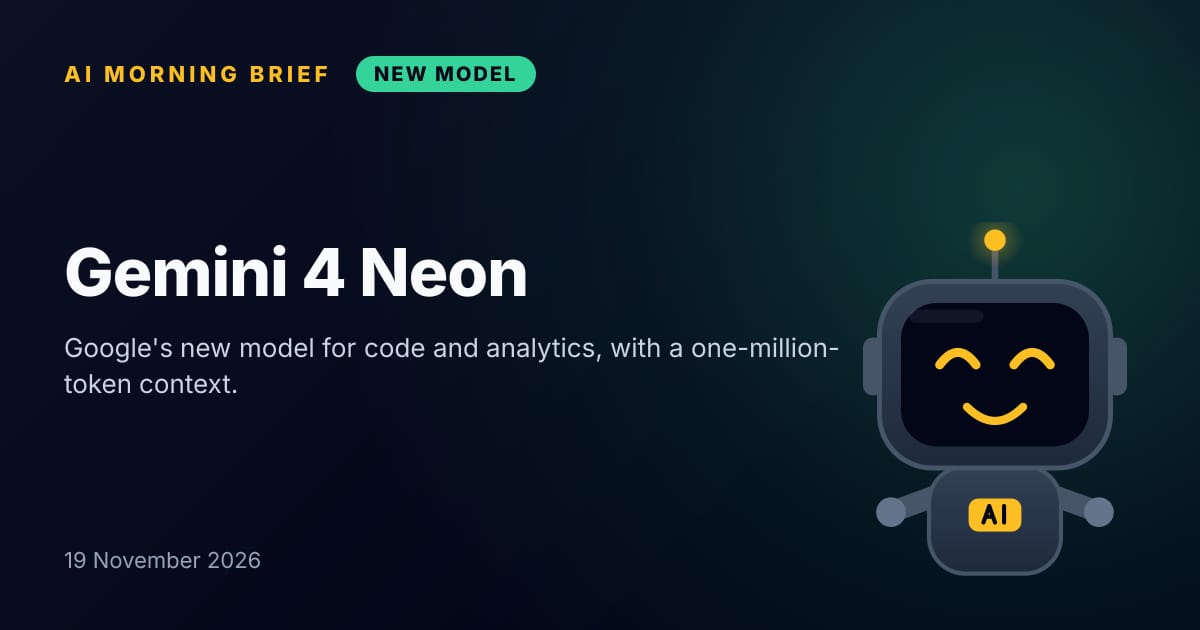 AI MORNING BRIEF NEW MODEL
Gemini 4 Neon
Google's new model for code and analytics, with a one-million-
token context.
AI
19 November 2026